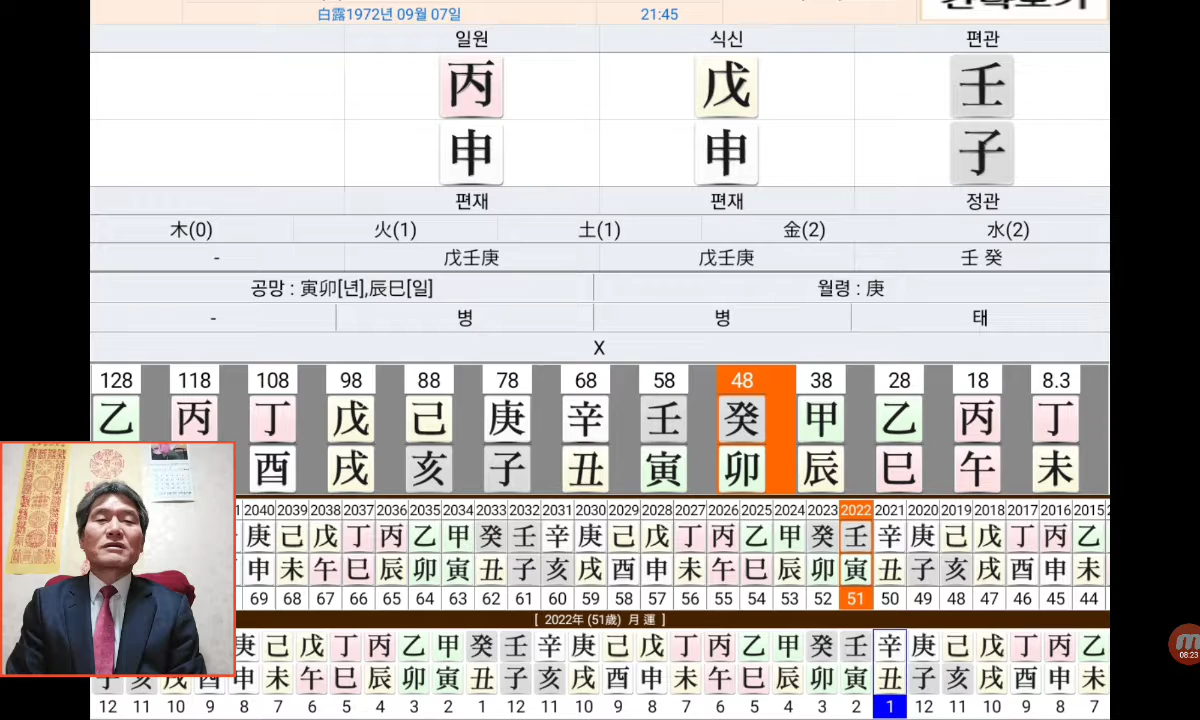 白露1972년 09월 07일 21:45
일원 식신 편관
丙 戊 壬
申 申 子
편재 편재 정관
木(0) 火(1) 土(1) 金(2) 水(2)
- 戊壬庚 戊壬庚 壬 癸
공망 : 寅卯[년],辰巳[일] 월령 : 庚
- 병 병 태
X
128 118 108 98 88 78 68 58 48 38 28 18 8.3
乙 丙 丁 戊 己 庚 辛 壬 癸 甲 乙 丙 丁
酉 戌 亥 子 丑 寅 卯 辰 巳 午 未
2040 2039 2038 2037 2036 2035 2034 2033 2032 2031 2030 2029 2028 2027 2026 2025 2024 2023 2022 2021 2020 2019 2018 2017 2016 2015
庚 己 戊 丁 丙 乙 甲 癸 壬 辛 庚 己 戊 丁 丙 乙 甲 癸 壬 辛 庚 己 戊 丁 丙 乙
申 未 午 巳 辰 卯 寅 丑 子 亥 戌 酉 申 未 午 巳 辰 卯 寅 丑 子 亥 戌 酉 申 未
69 68 67 66 65 64 63 62 61 60 59 58 57 56 55 54 53 52 51 50 49 48 47 46 45 44
[ 2022年 (51歲) 月 運 ]
庚 己 戊 丁 丙 乙 甲 癸 壬 辛 庚 己 戊 丁 丙 乙 甲 癸 壬 辛 庚 己 戊 丁 丙 乙
子 亥 戌 酉 申 未 午 巳 辰 卯 寅 丑 子 亥 戌 酉 申 未 午 巳 辰 卯 寅 丑 子 亥 戌 酉 申 未
12 11 10 9 8 7 6 5 4 3 2 1 12 11 10 9 8 7 6 5 4 3 2 1 12 11 10 9 8 7
08:23